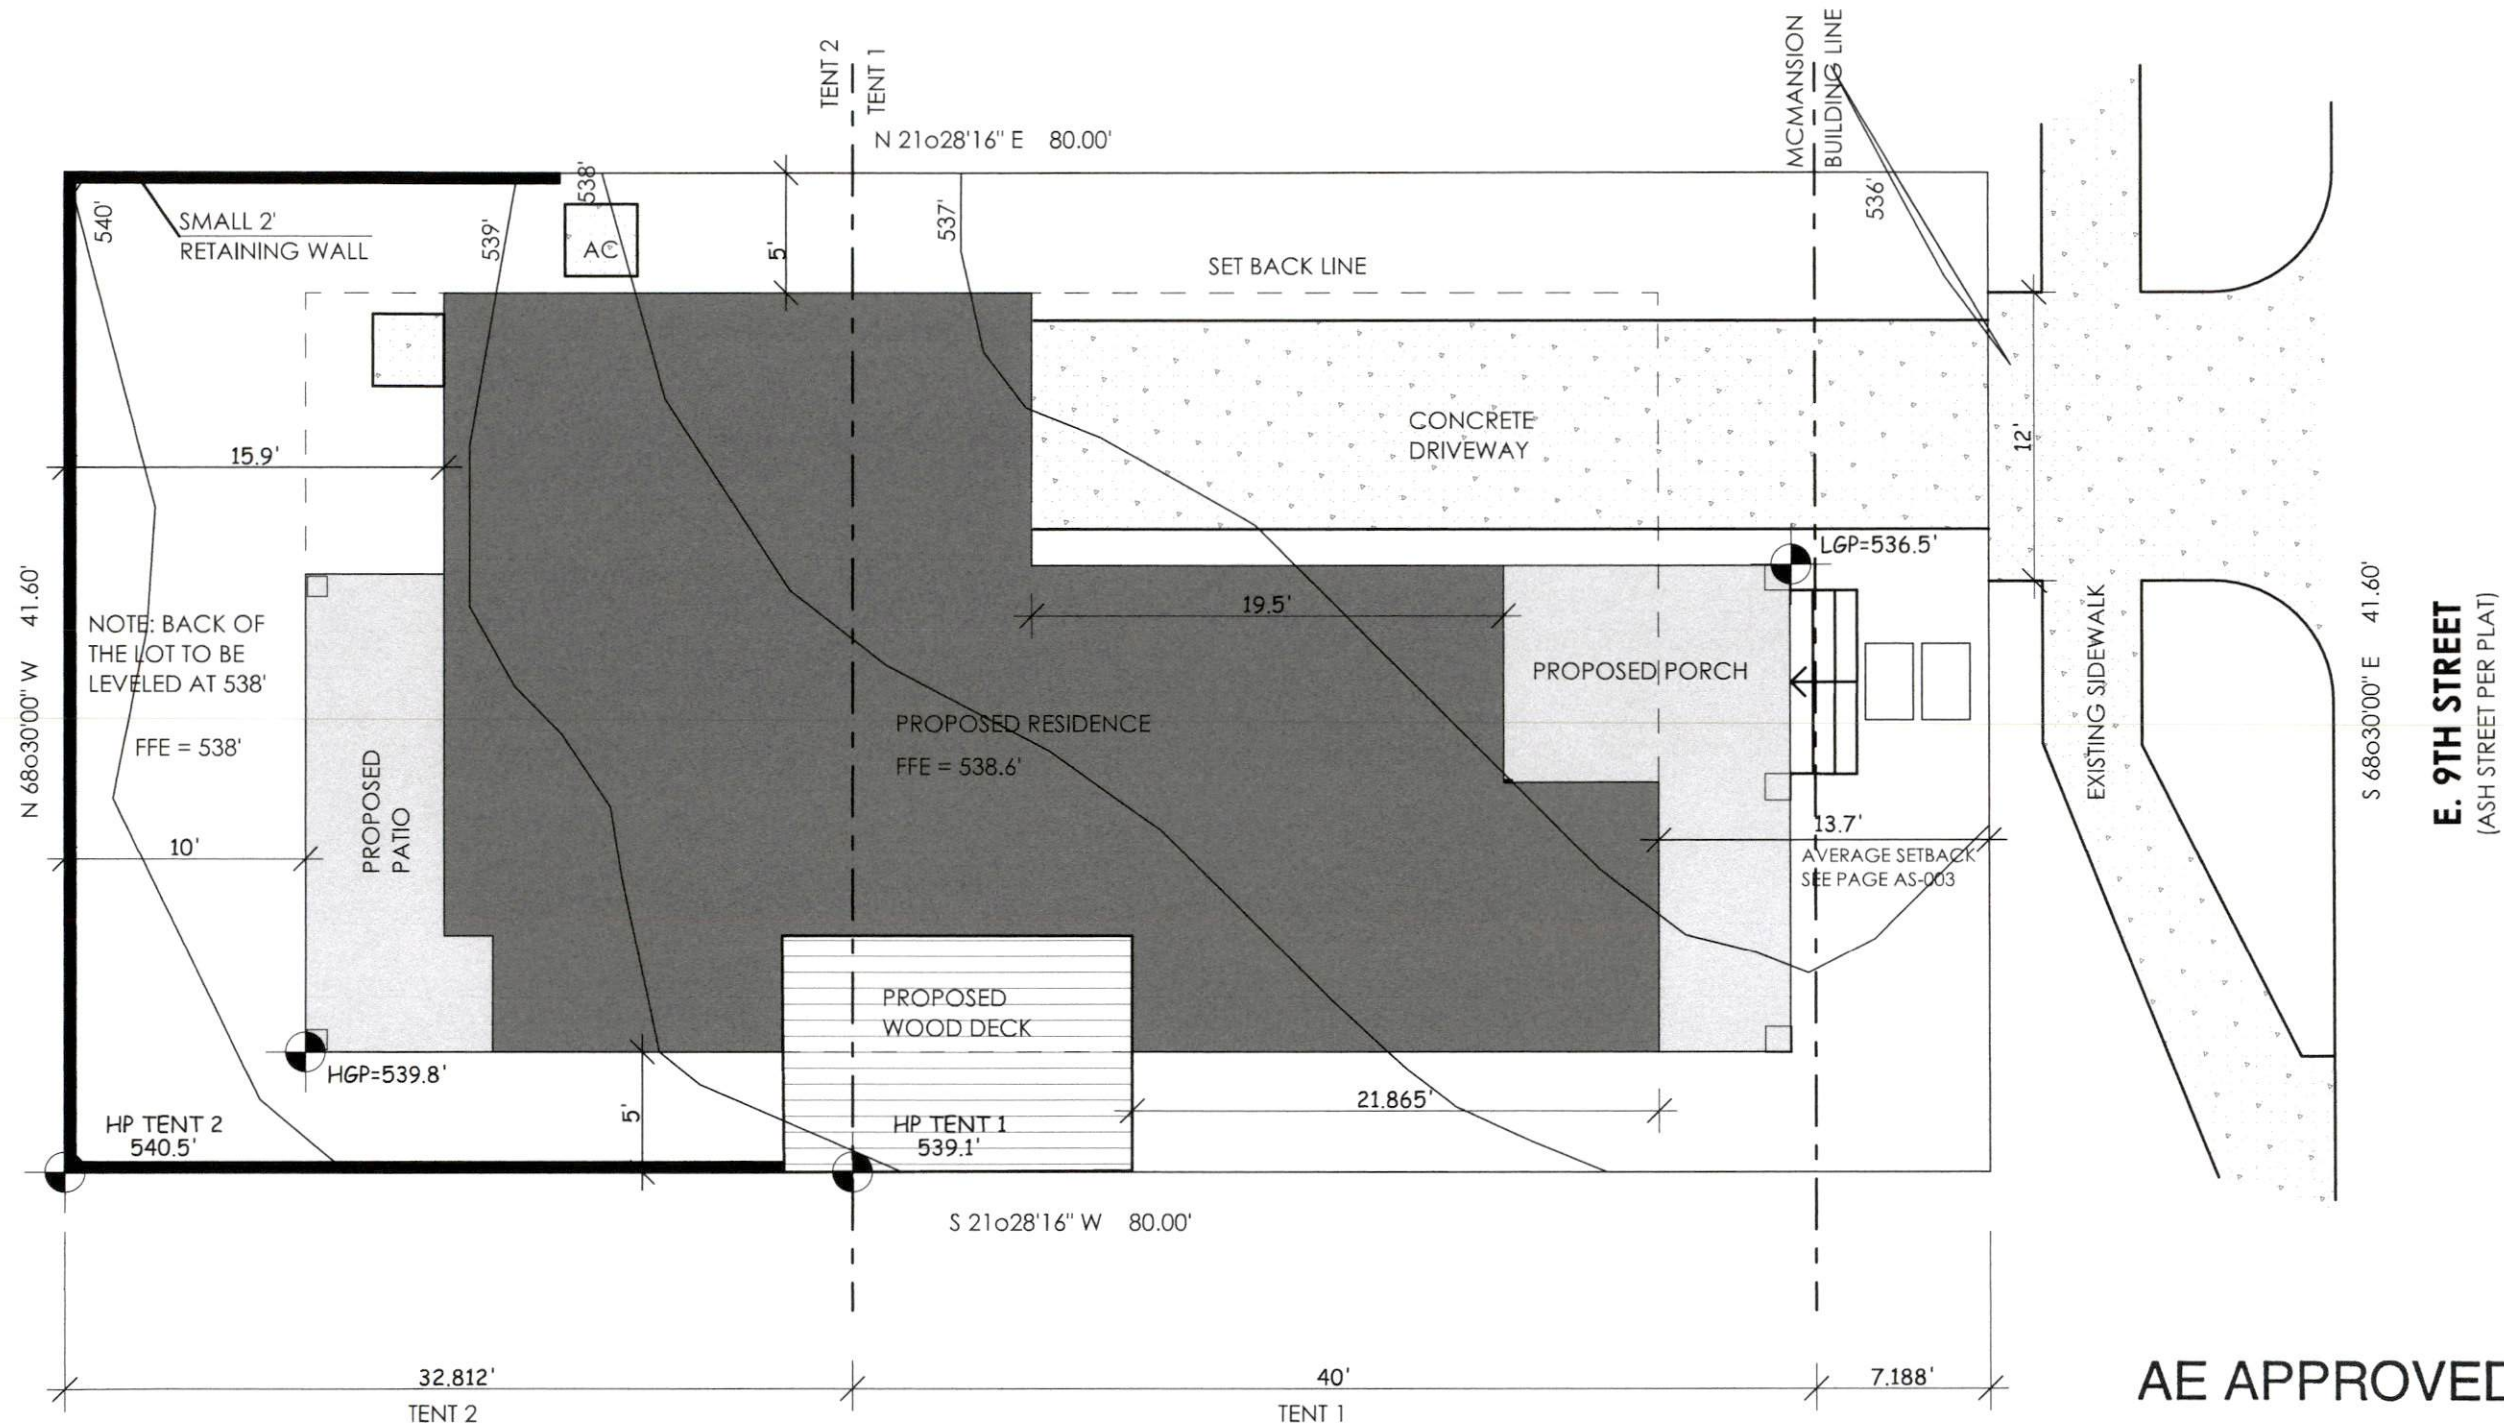 TENT 2
TENT 1
MCMANSION
BUILDING LINE
N 21o28'16" E 80.00'
540'
SMALL 2'
RETAINING WALL
539'
538'
AC
5'
537'
SET BACK LINE
536'
15.9'
CONCRETE
DRIVEWAY
12'
LGP=536.5'
N 68o30'00" W 41.60'
NOTE: BACK OF
THE LOT TO BE
LEVELED AT 538'
FFE = 538'
19.5'
PROPOSED PORCH
PROPOSED RESIDENCE
FFE = 538.6'
PROPOSED
PATIO
10'
13.7'
AVERAGE SETBACK
SEE PAGE AS-003
EXISTING SIDEWALK
S 68o30'00" E 41.60'
E. 9TH STREET
(ASH STREET PER PLAT)
PROPOSED
WOOD DECK
HGP=539.8'
HP TENT 2
540.5'
5'
HP TENT 1
539.1'
21.865'
S 21o28'16" W 80.00'
32.812'
TENT 2
40'
TENT 1
7.188'
AE APPROVED